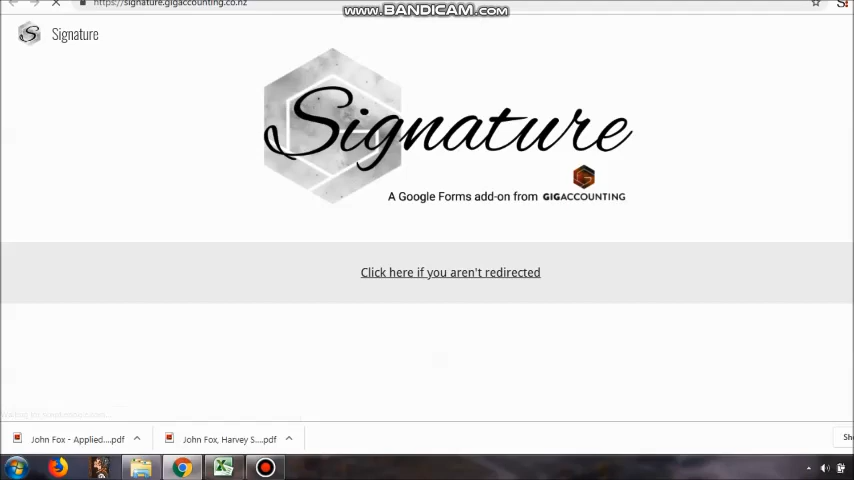 https://signature.gigaccounting.co.nz
www.BANDICAM.com
Signature
Signature
A Google Forms add-on from GIGACCOUNTING
Click here if you aren't redirected
John Fox - Applied....pdf
John Fox, Harvey S....pdf
Sh